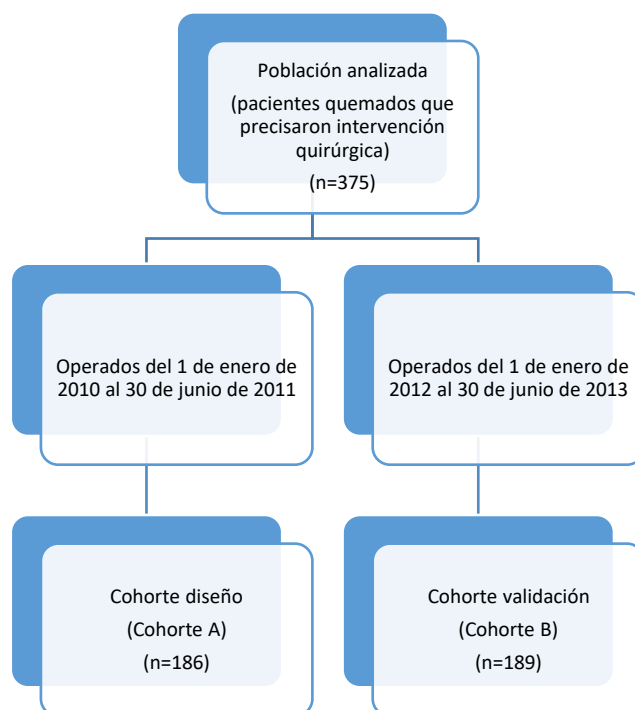 Población analizada
(pacientes quemados que
precisaron intervención
quirúrgica)
(n=375)
Operados del 1 de enero de
2010 al 30 de junio de 2011
Operados del 1 de enero de
2012 al 30 de junio de 2013
Cohorte diseño
(Cohorte A)
(n=186)
Cohorte validación
(Cohorte B)
(n=189)